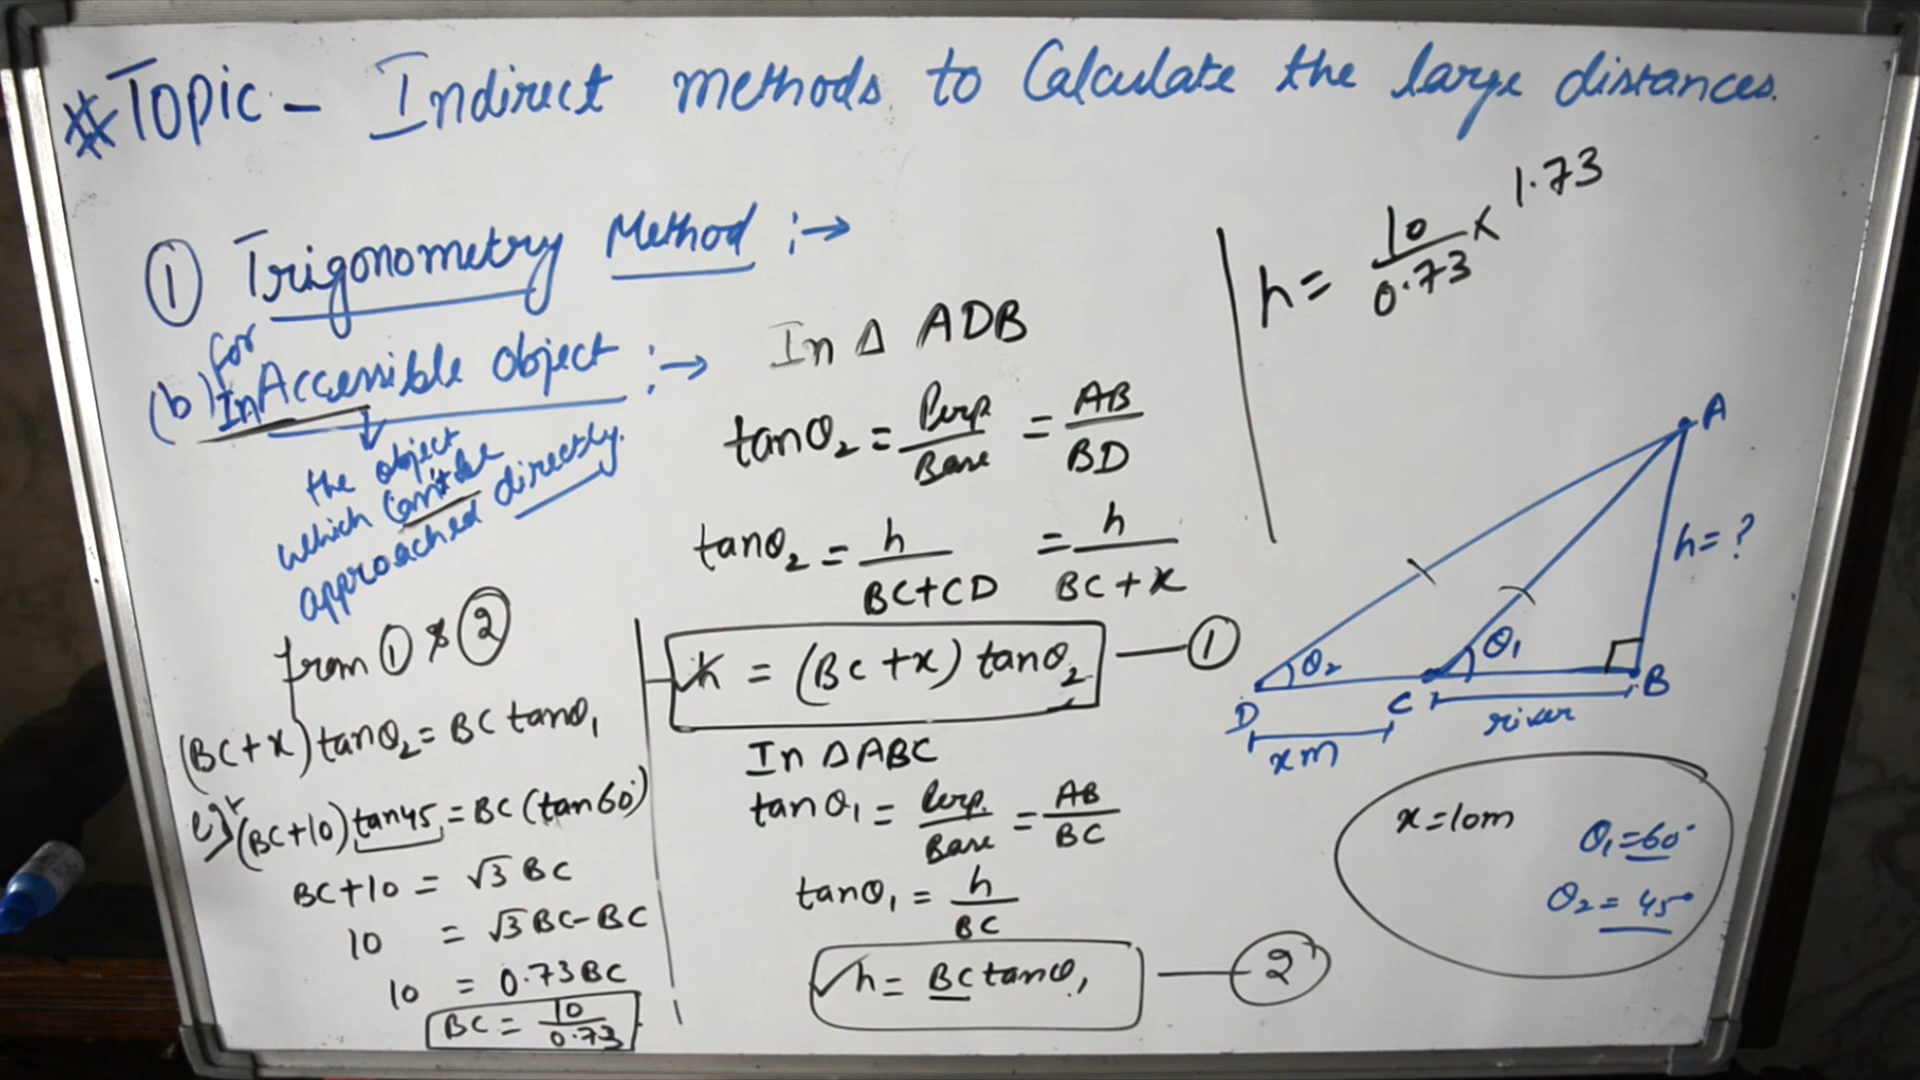 # Topic - Indirect methods to Calculate the large distances.
① Trigonometry Method :→
for
(b) InAccessible object :→
the object
which can't be
approached directly.
from ① & ②
(BC+x) tanθ₂ = BC tanθ₁
eg:- (BC+10) tan45 = BC (tan60°)
BC+10 = √3 BC
10 = √3 BC-BC
10 = 0.73BC
BC = 10/0.73
In Δ ADB
tanθ₂ = Perp/Base = AB/BD
tanθ₂ = h/BC+CD = h/BC+x
h = (BC+x) tanθ₂ — ①
In ΔABC
tanθ₁ = Perp./Base = AB/BC
tanθ₁ = h/BC
h = BC tanθ₁ — ②
h = 10/0.73 × 1.73
A
h = ?
θ₂ θ₁
D C B
x m river
x = 10m
θ₁ = 60°
θ₂ = 45°